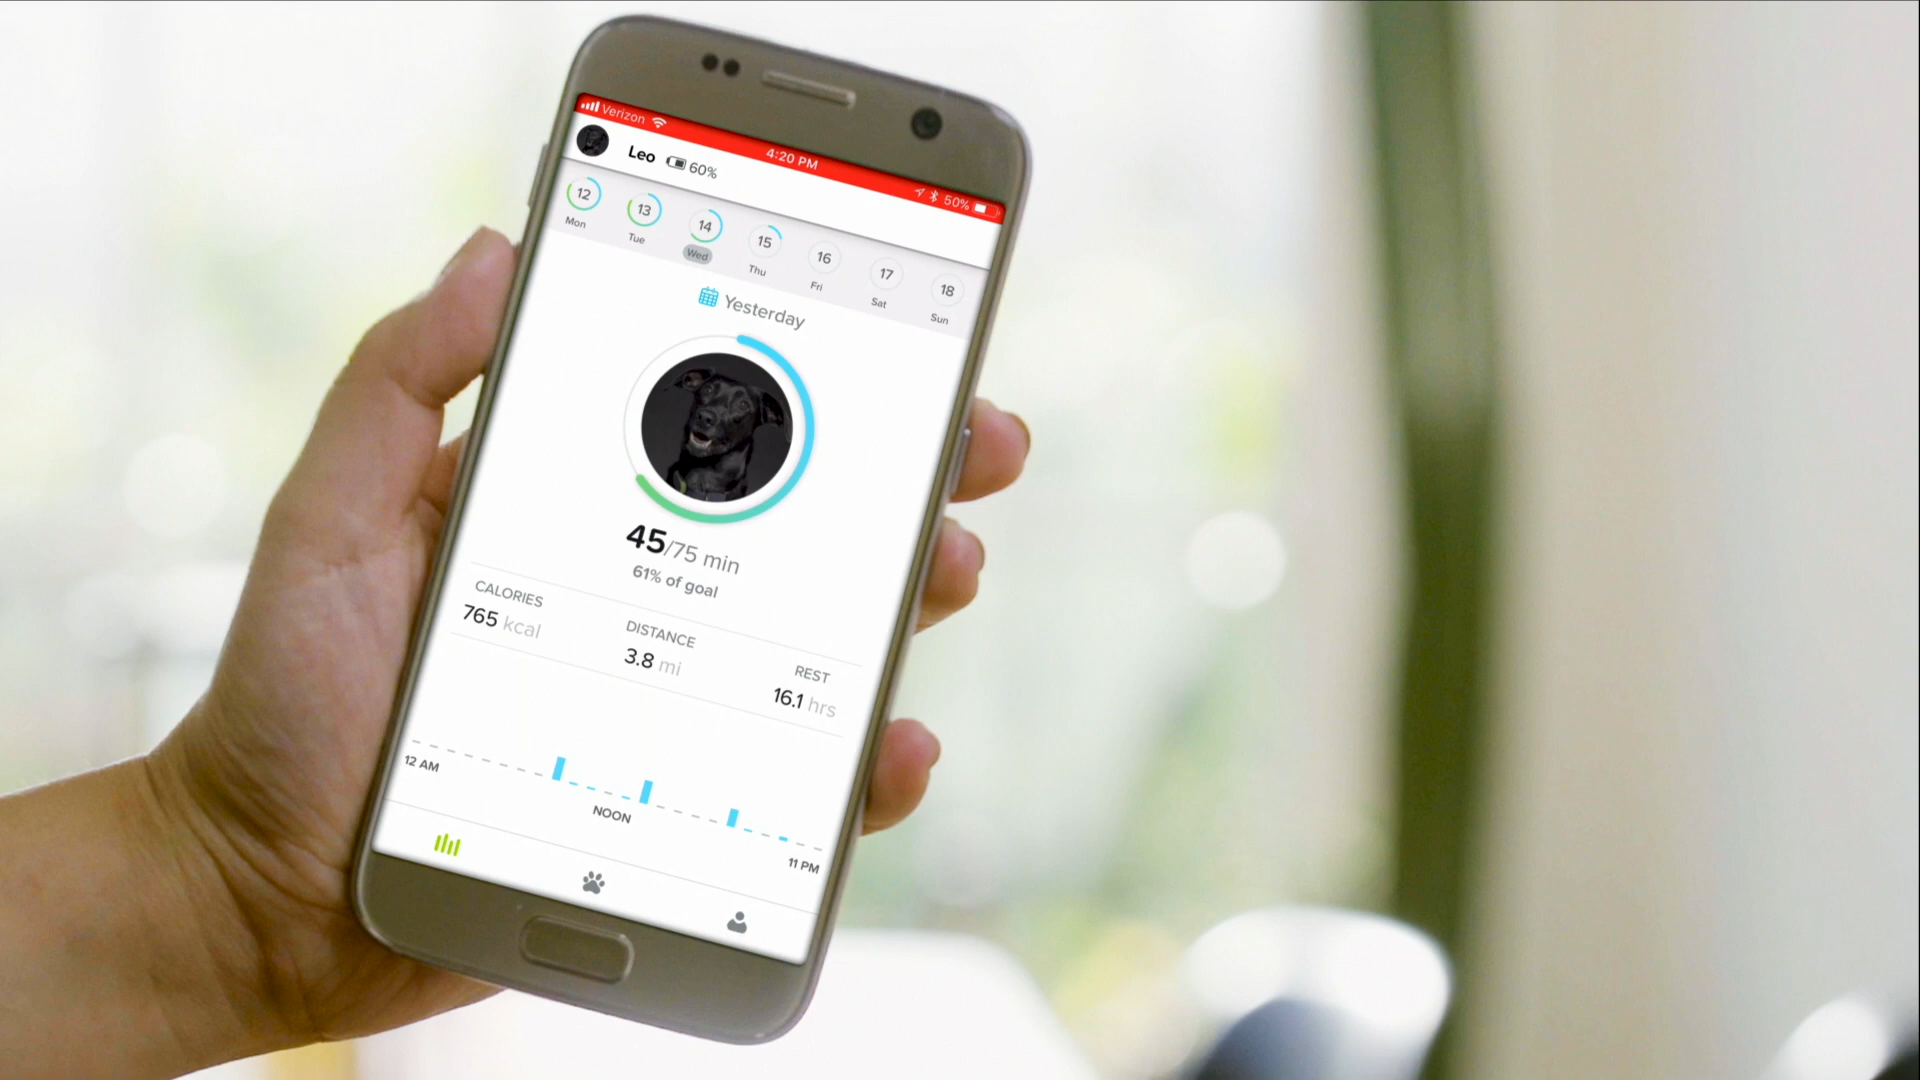 Verizon
4:20 PM
50%
Leo 60%
12 13 14 15 16 17 18
Mon Tue Wed Thu Fri Sat Sun
Yesterday
45/75 min
61% of goal
CALORIES DISTANCE REST
765 kcal 3.8 mi 16.1 hrs
12 AM NOON 11 PM